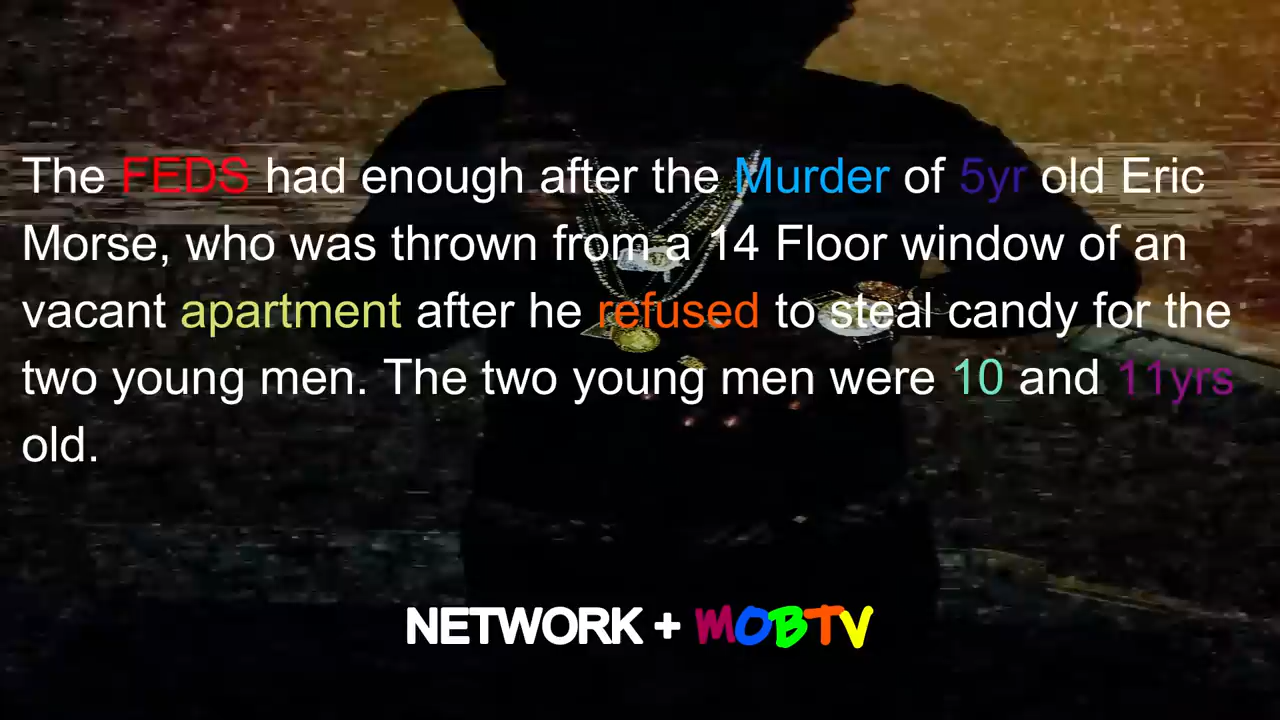 The FEDS had enough after the Murder of 5yr old Eric
Morse, who was thrown from a 14 Floor window of an
vacant apartment after he refused to steal candy for the
two young men. The two young men were 10 and 11yrs
old.
NETWORK + MOBTV